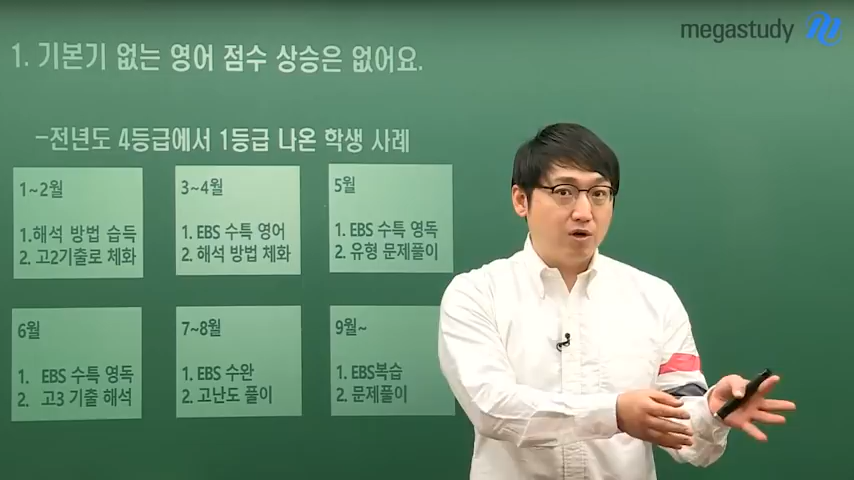 megastudy
1. 기본기 없는 영어 점수 상승은 없어요.
-전년도 4등급에서 1등급 나온 학생 사례
1~2월
1.해석 방법 습득
2. 고2기출로 체화
3~4월
1. EBS 수특 영어
2. 해석 방법 체화
5월
1. EBS 수특 영독
2. 유형 문제풀이
6월
1. EBS 수특 영독
2. 고3 기출 해석
7~8월
1. EBS 수완
2. 고난도 풀이
9월~
1. EBS복습
2. 문제풀이